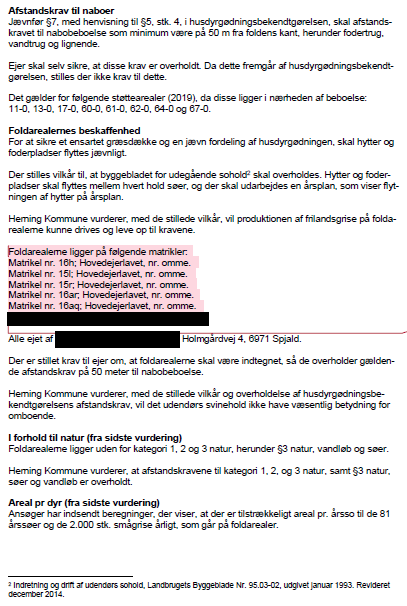 Afstandskrav til naboer
Jævnfør §7, med henvisning til §5, stk. 4, i husdyrgødningsbekendtgørelsen, skal afstands-
kravet til nabobeboelse som minimum være på 50 m fra foldens kant, herunder fodertrug,
vandtrug og lignende.
Ejer skal selv sikre, at disse krav er overholdt. Da dette fremgår af husdyrgødningsbekendt-
gørelsen, stilles der ikke krav til dette.
Det gælder for følgende støttearealer (2019), da disse ligger i nærheden af beboelse:
11-0, 13-0, 17-0, 60-0, 61-0, 62-0, 64-0 og 67-0.
Foldarealernes beskaffenhed
For at sikre et ensartet græsdække og en jævn fordeling af husdyrgødningen, skal hytter og
foderpladser flyttes jævnligt.
Der stilles vilkår til, at byggebladet for udegående sohold² skal overholdes. Hytter og foder-
pladser skal flyttes mellem hvert hold søer, og der skal udarbejdes en årsplan, som viser flyt-
ningen af hytter på årsplan.
Herning Kommune vurderer, med de stillede vilkår, vil produktionen af frilandsgrise på folda-
realerne kunne drives og leve op til kravene.
Foldarealerne ligger på følgende matrikler:
Matrikel nr. 16h; Hovedejerlavet, nr. omme.
Matrikel nr. 15l; Hovedejerlavet, nr. omme.
Matrikel nr. 15r; Hovedejerlavet, nr. omme.
Matrikel nr. 16ar; Hovedejerlavet, nr. omme.
Matrikel nr. 16aq; Hovedejerlavet, nr. omme.
Alle ejet af Holmgårdvej 4, 6971 Spjald.
Der er stillet krav til ejer om, at foldarealerne skal være indtegnet, så de overholder gælden-
de afstandskrav på 50 meter til nabobeboelse.
Herning Kommune vurderer, med de stillede vilkår og overholdelse af husdyrgødningsbe-
kendtgørelsens afstandskrav, vil det udendørs svinehold ikke have væsentlig betydning for
omboende.
I forhold til natur (fra sidste vurdering)
Foldarealerne ligger uden for kategori 1, 2 og 3 natur, herunder §3 natur, vandløb og søer.
Herning Kommune vurderer, at afstandskravene til kategori 1, 2, og 3 natur, samt §3 natur,
søer og vandløb er overholdt.
Areal pr dyr (fra sidste vurdering)
Ansøger har indsendt beregninger, der viser, at der er tilstrækkeligt areal pr. årsso til de 81
årssøer og de 2.000 stk. smågrise årligt, som går på foldarealer.
² Indretning og drift af udendørs sohold, Landbrugets Byggeblade Nr. 95.03-02, udgivet januar 1993. Revideret
december 2014.